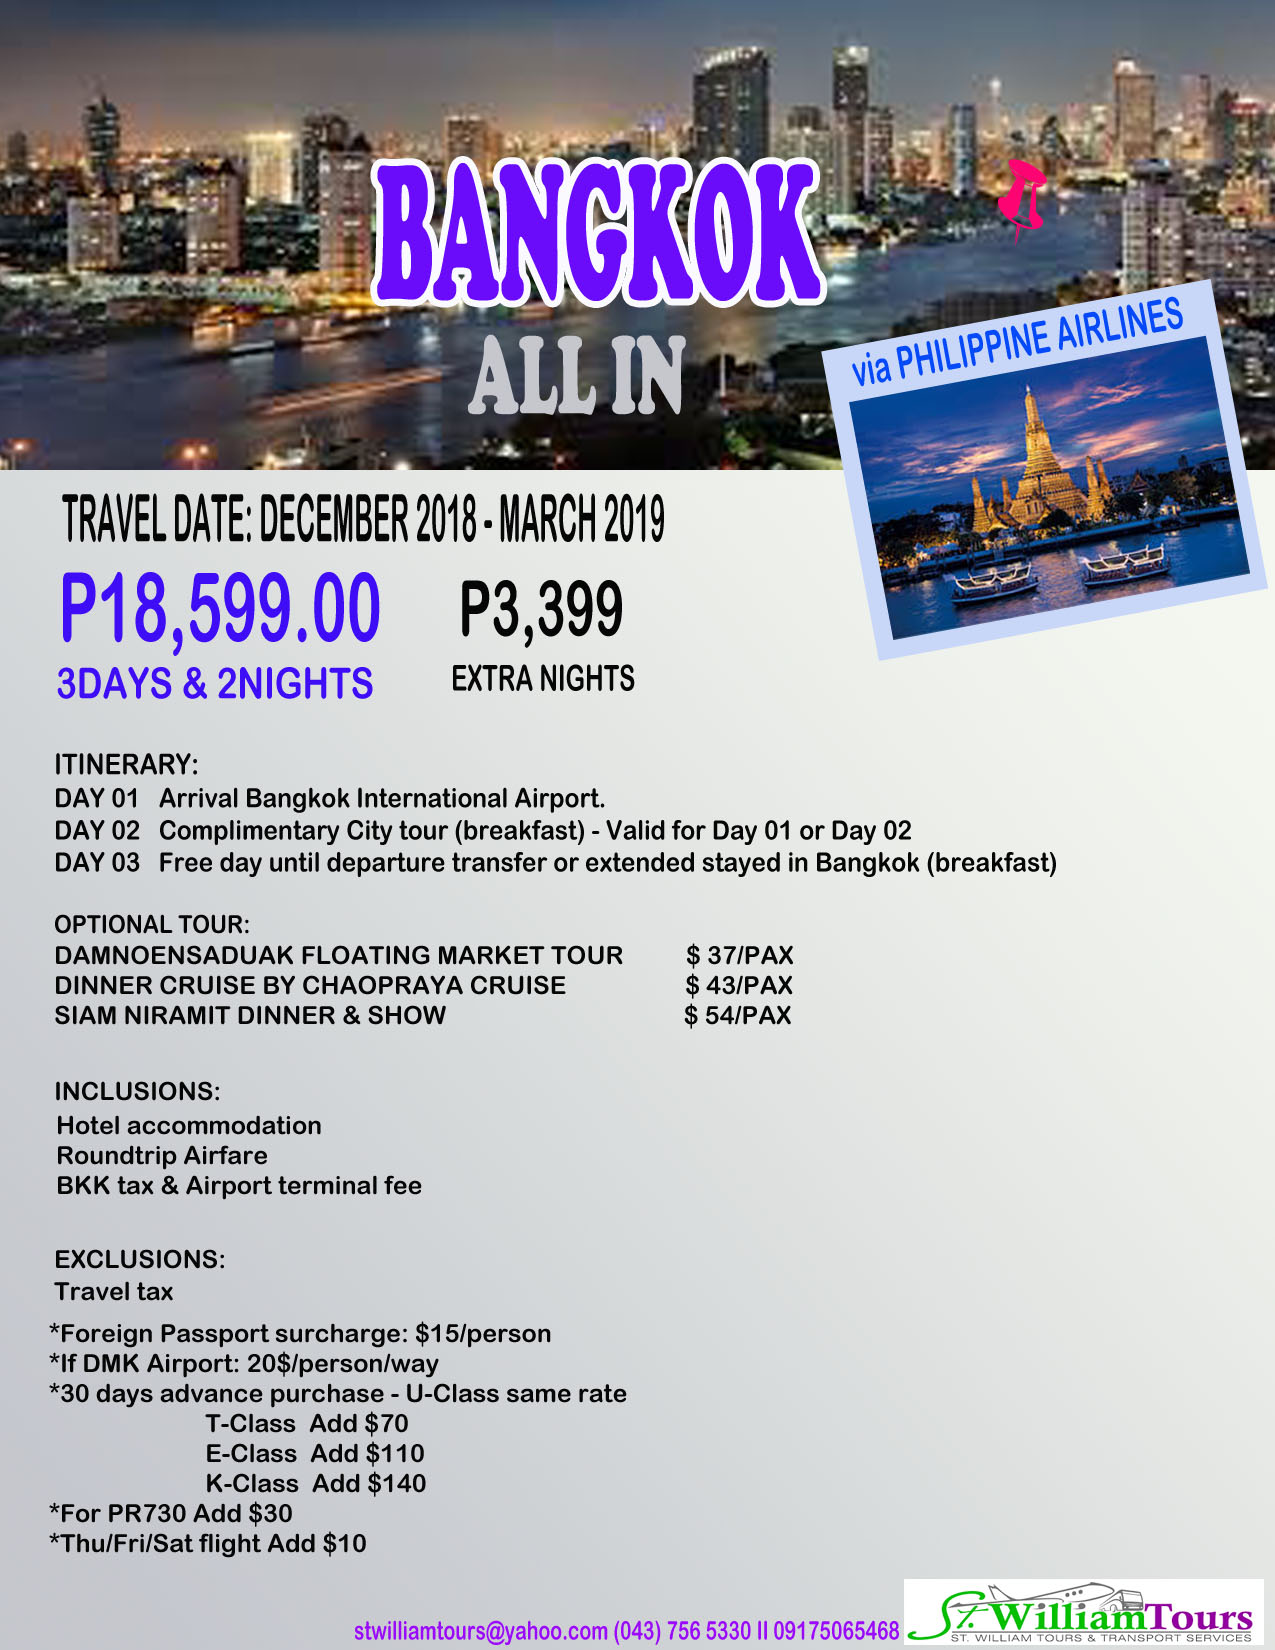 BANGKOK
ALL IN
via PHILIPPINE AIRLINES
TRAVEL DATE: DECEMBER 2018 - MARCH 2019
P18,599.00
3DAYS & 2NIGHTS
P3,399
EXTRA NIGHTS
ITINERARY:
DAY 01 Arrival Bangkok International Airport.
DAY 02 Complimentary City tour (breakfast) - Valid for Day 01 or Day 02
DAY 03 Free day until departure transfer or extended stayed in Bangkok (breakfast)
OPTIONAL TOUR:
DAMNOENSADUAK FLOATING MARKET TOUR $ 37/PAX
DINNER CRUISE BY CHAOPRAYA CRUISE $ 43/PAX
SIAM NIRAMIT DINNER & SHOW $ 54/PAX
INCLUSIONS:
Hotel accommodation
Roundtrip Airfare
BKK tax & Airport terminal fee
EXCLUSIONS:
Travel tax
*Foreign Passport surcharge: $15/person
*If DMK Airport: 20$/person/way
*30 days advance purchase - U-Class same rate
T-Class Add $70
E-Class Add $110
K-Class Add $140
*For PR730 Add $30
*Thu/Fri/Sat flight Add $10
stwilliamtours@yahoo.com (043) 756 5330 II 09175065468
St. WilliamTours
ST. WILLIAM TOURS & TRANSPORT SERVICES